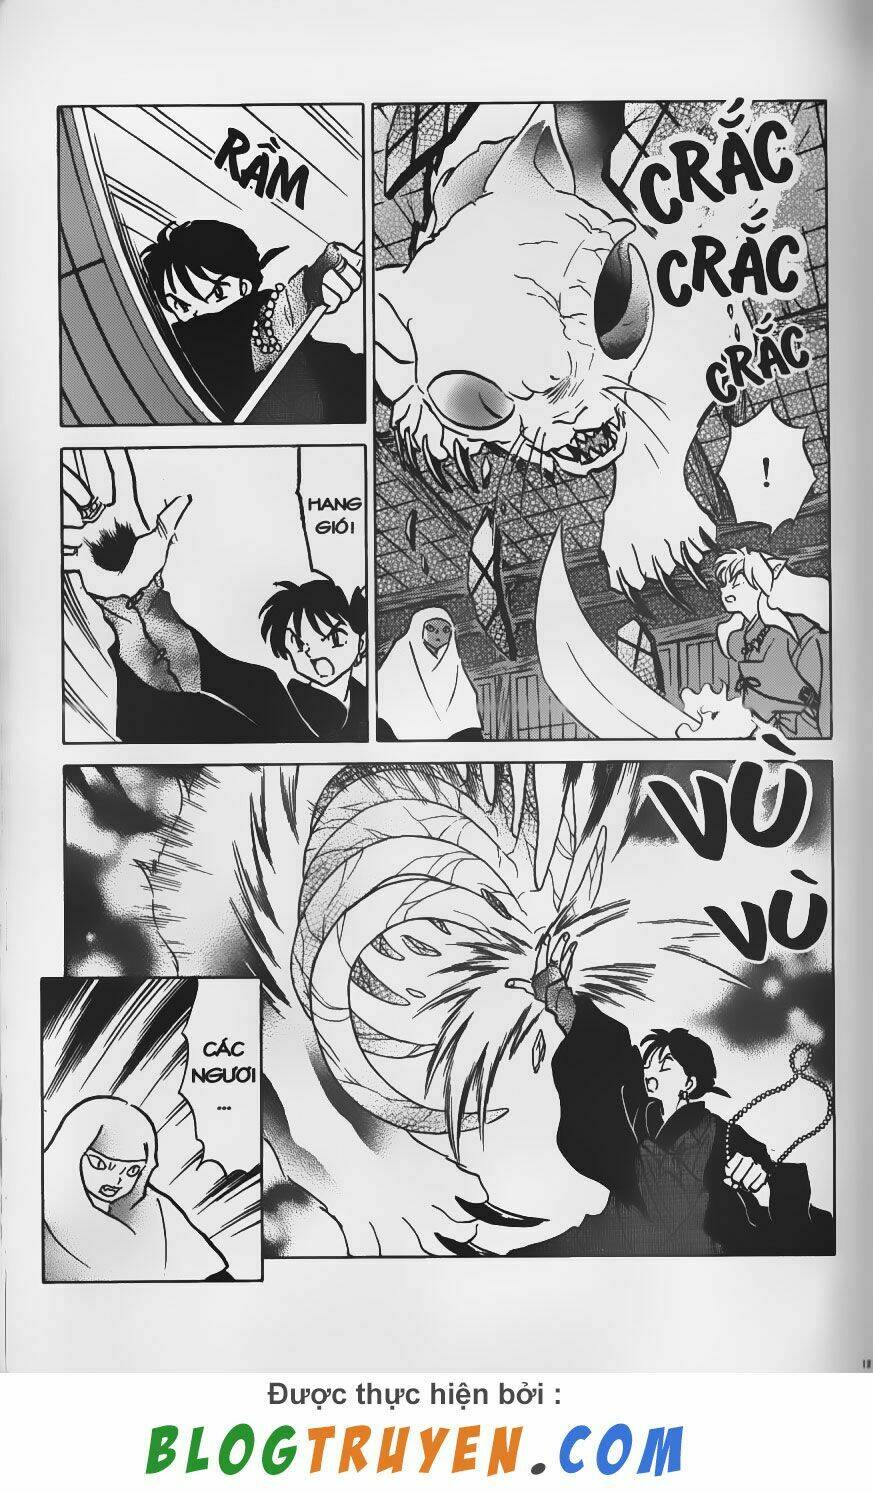 RẦM
CRẮC
CRẮC
CRẮC
!
HANG
GIÓ!
VÙ
VÙ
CÁC
NGƯƠI
...
Được thực hiện bởi :
BLOGTRUYEN.COM